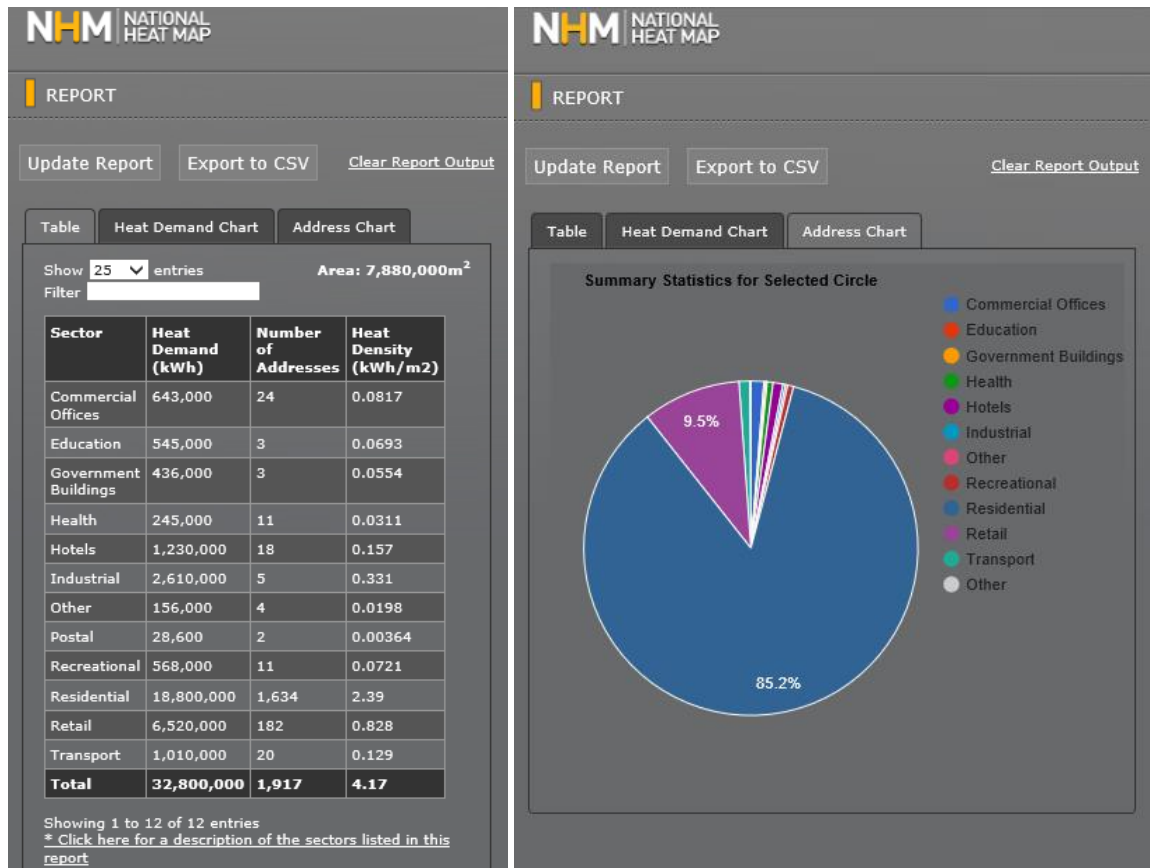 NHM NATIONAL
HEAT MAP
REPORT
Update Report Export to CSV Clear Report Output
Table Heat Demand Chart Address Chart
Show 25 entries Area: 7,880,000m²
Filter
Sector Heat Demand (kWh) Number of Addresses Heat Density (kWh/m2)
Commercial Offices 643,000 24 0.0817
Education 545,000 3 0.0693
Government Buildings 436,000 3 0.0554
Health 245,000 11 0.0311
Hotels 1,230,000 18 0.157
Industrial 2,610,000 5 0.331
Other 156,000 4 0.0198
Postal 28,600 2 0.00364
Recreational 568,000 11 0.0721
Residential 18,800,000 1,634 2.39
Retail 6,520,000 182 0.828
Transport 1,010,000 20 0.129
Total 32,800,000 1,917 4.17
Showing 1 to 12 of 12 entries
* Click here for a description of the sectors listed in this
report
NHM NATIONAL
HEAT MAP
REPORT
Update Report Export to CSV Clear Report Output
Table Heat Demand Chart Address Chart
Summary Statistics for Selected Circle
Commercial Offices
Education
Government Buildings
Health
Hotels
Industrial
Other
Recreational
Residential
Retail
Transport
Other
9.5%
85.2%